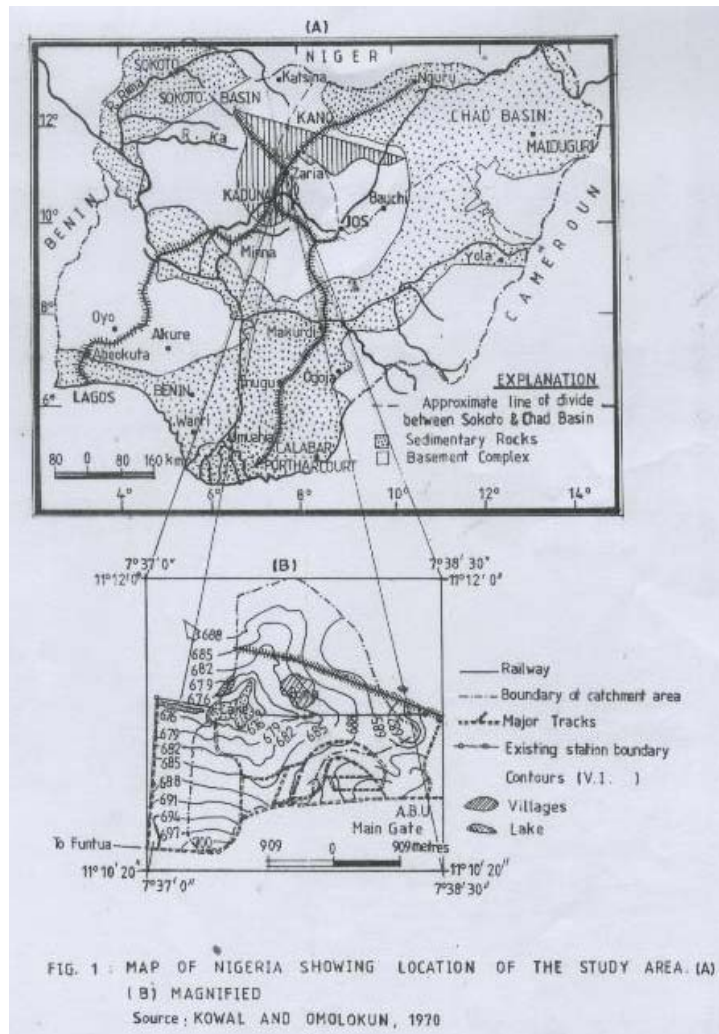 (A)
NIGER
SOKOTO
Katsina
Nguru
R. Rima
SOKOTO BASIN
KANO
CHAD BASIN
12°
R. Ka
MAIDUGURI
Zaria
KADUNA
Bauchi
10°
JOS
BENIN
Minna
Yola
CAMEROUN
8°
Oyo
Akure
Makurdi
Abeokuta
Ogoja
EXPLANATION
LAGOS
BENIN
Enugu
6°
Approximate line of divide
between Sokoto & Chad Basin
Warri
Umuahia
Sedimentary Rocks
CALABAR
Basement Complex
80 0 80 160 km
PORTHARCOURT
4° 6° 8° 10° 12° 14°
7°37'0" (B) 7°38'30"
11°12'0" 11°12'0"
688
685
682
679
676
Railway
Boundary of catchment area
676
679 682 685
Major Tracks
679
682
Existing station boundary
685
Contours (V.I. )
688
691
Villages
694
A.B.U
Lake
697
Main Gate
To Funtua
909 0 909 metres
11°10'20" 11°10'20"
7°37'0" 7°38'30"
FIG. 1 : MAP OF NIGERIA SHOWING LOCATION OF THE STUDY AREA. (A)
(B) MAGNIFIED
Source: KOWAL AND OMOLOKUN, 1970